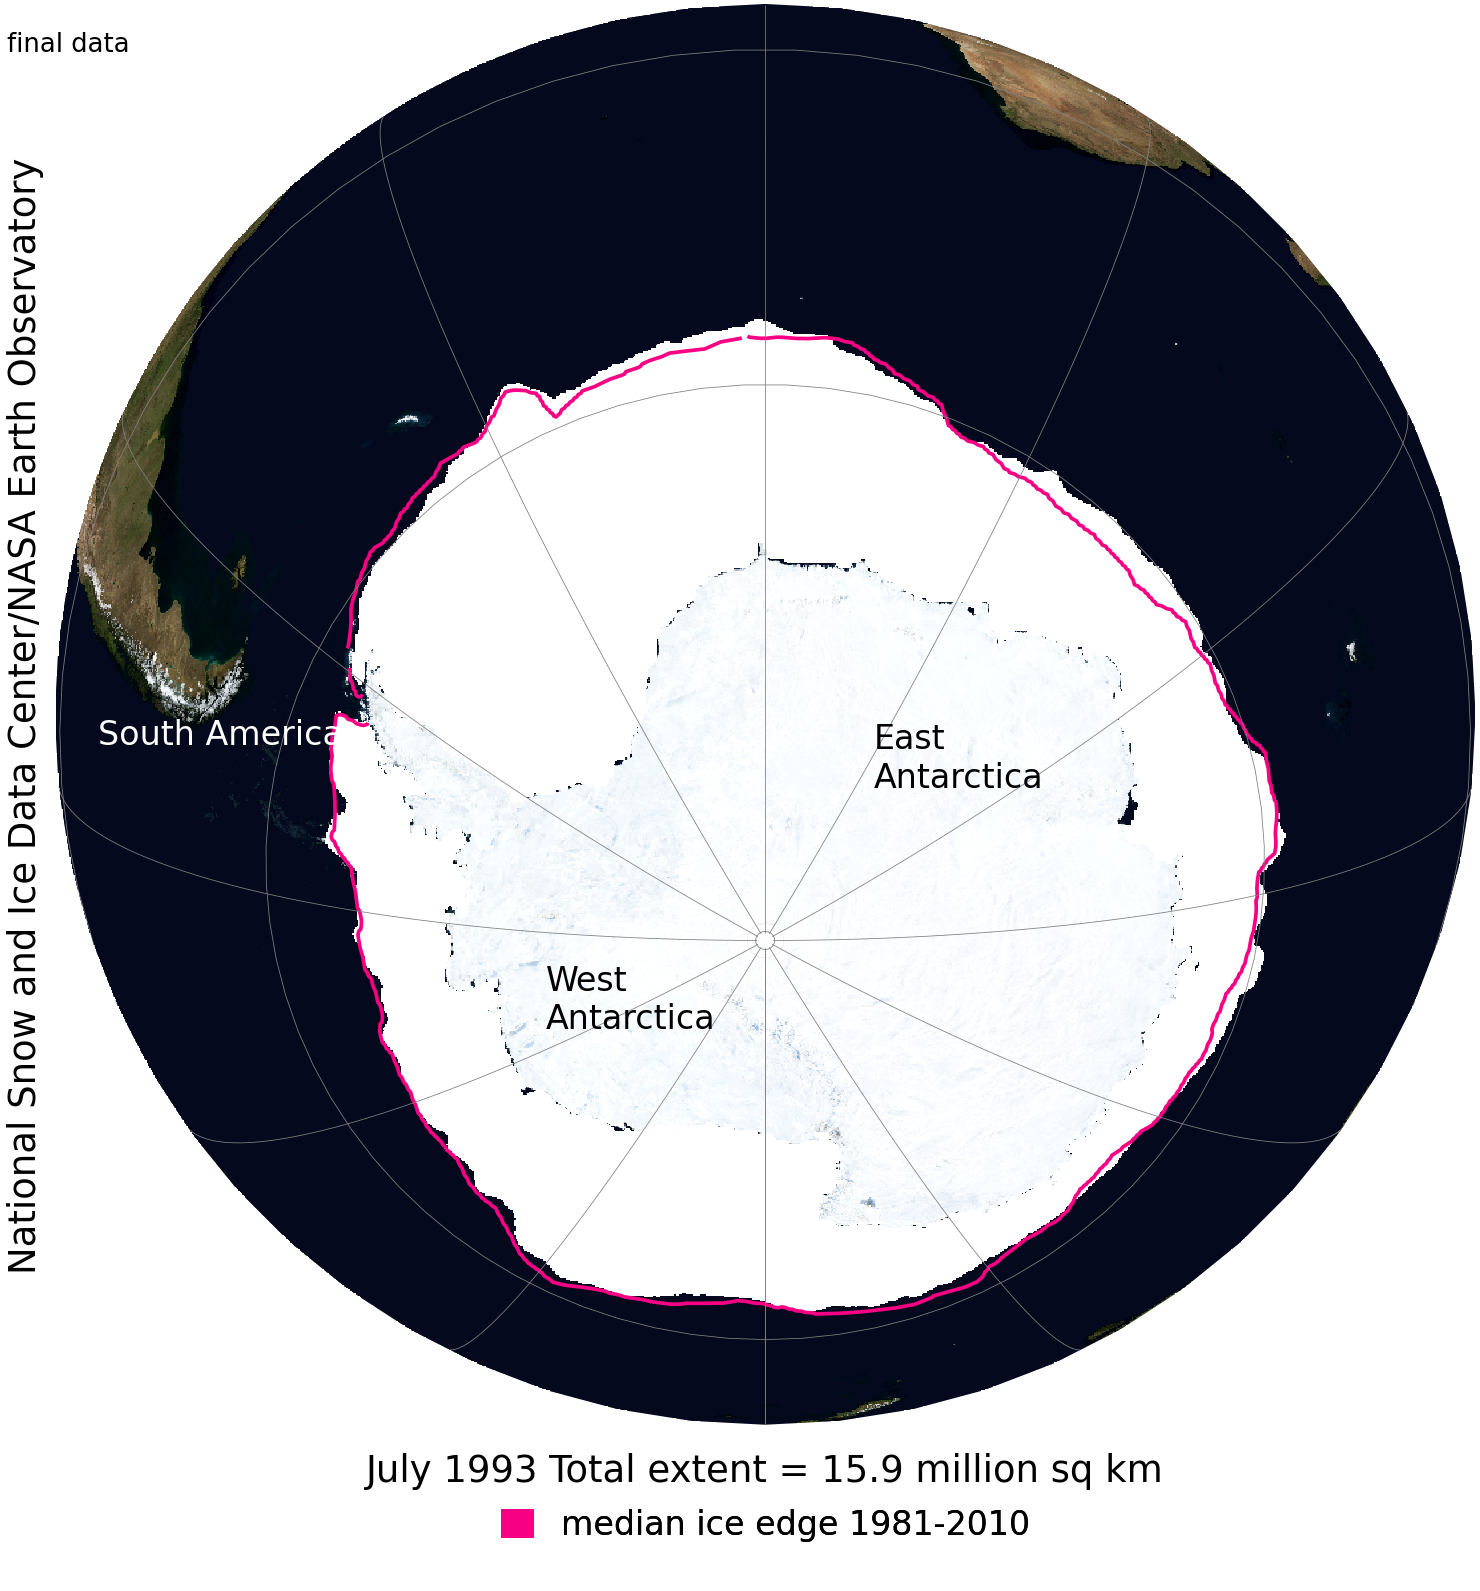 final data
National Snow and Ice Data Center/NASA Earth Observatory
South America
East
Antarctica
West
Antarctica
July 1993 Total extent = 15.9 million sq km
median ice edge 1981-2010